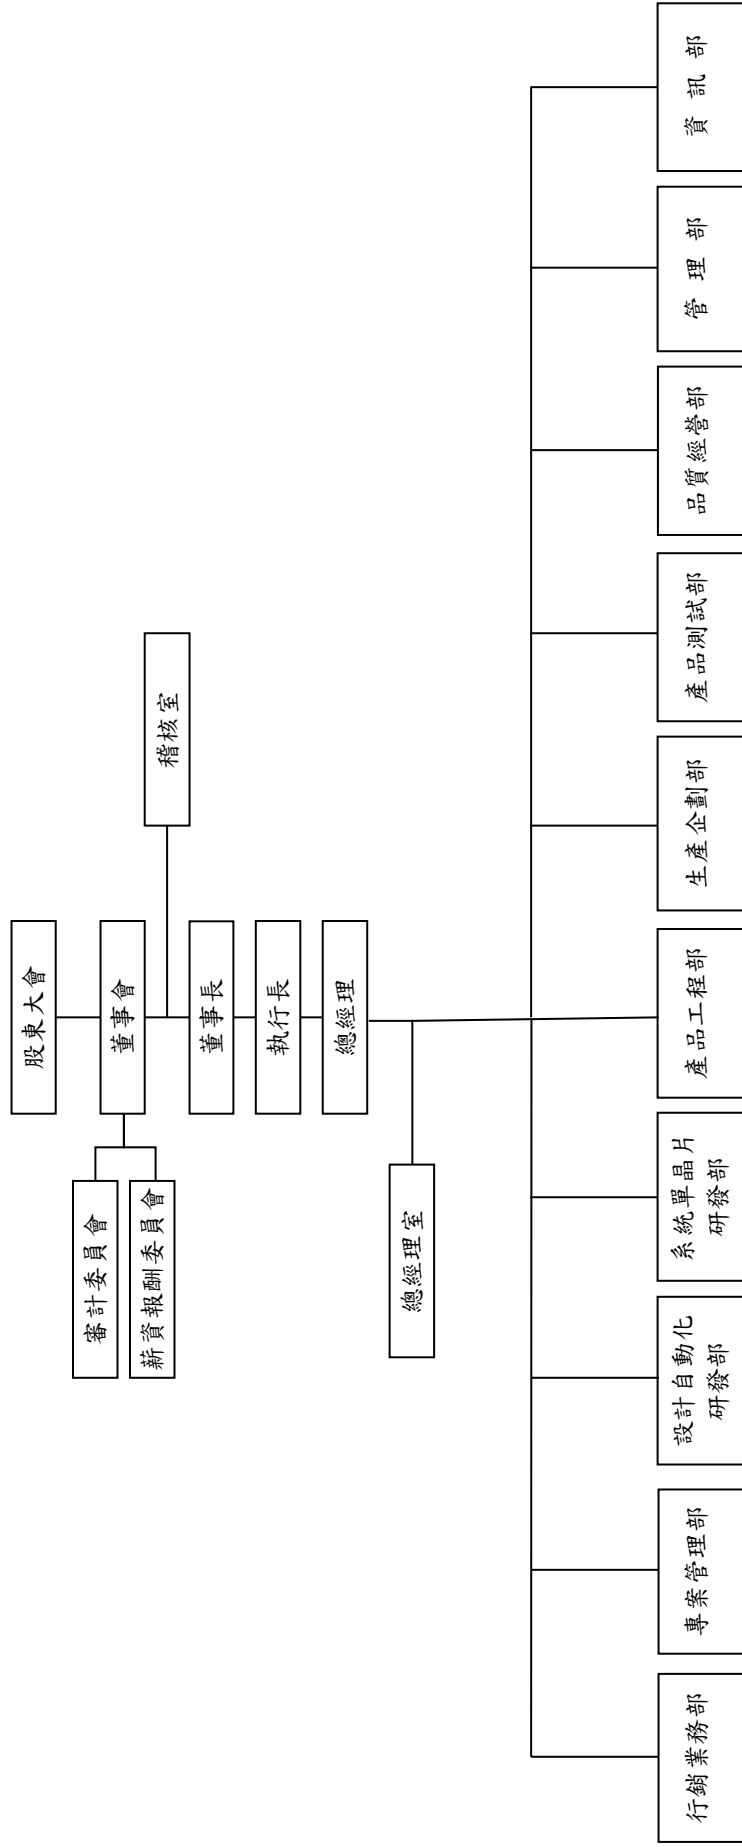 股東大會
董事會
審計委員會
薪資報酬委員會
稽核室
董事長
執行長
總經理
總經理室
行銷業務部
專案管理部
設計自動化
研發部
系統單晶片
研發部
產品工程部
生產企劃部
產品測試部
品質經營部
管理部
資訊部